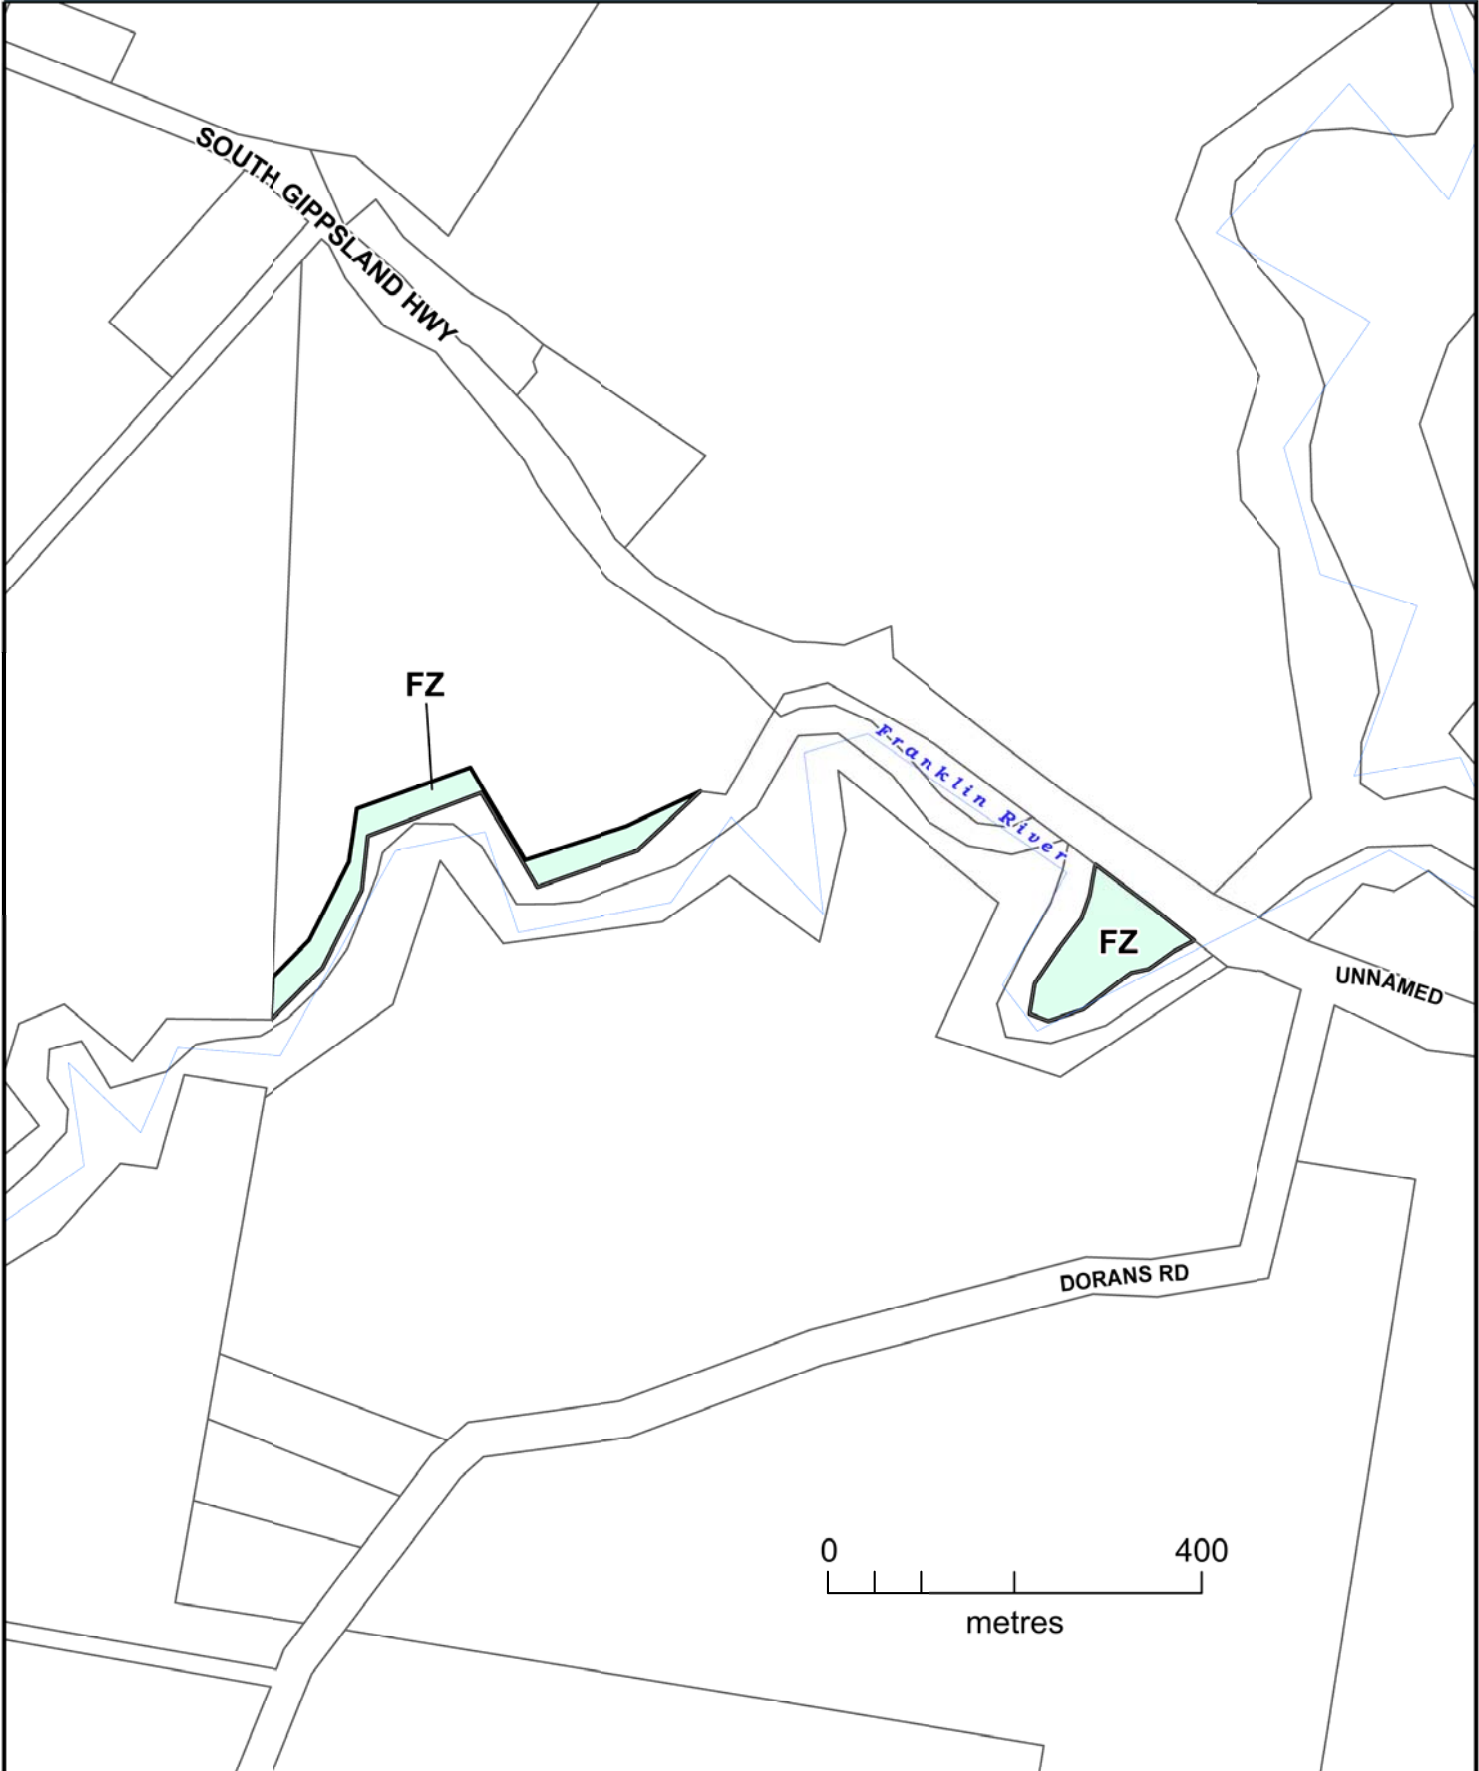 SOUTH GIPPSLAND HWY
FZ
Franklin River
FZ
UNNAMED
DORANS RD
0 400
metres